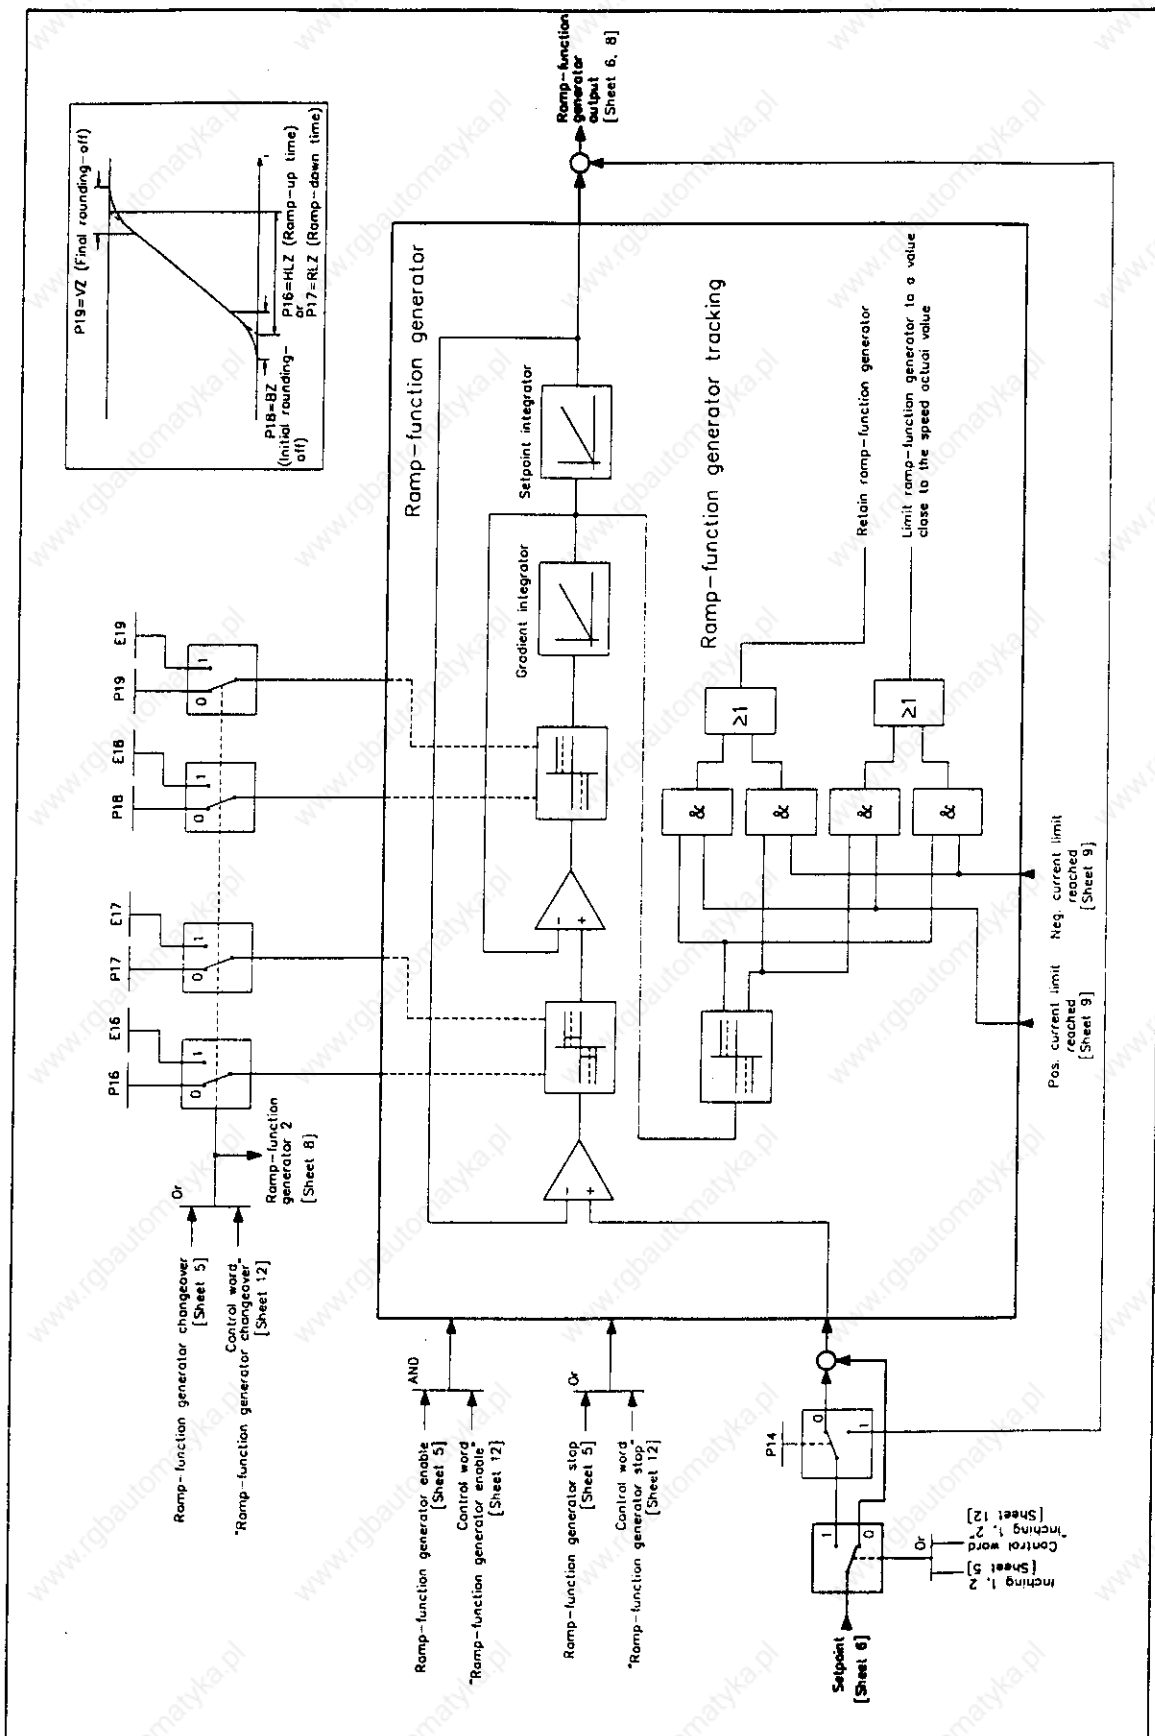 P19=VZ (Final rounding-off)
P18=BZ
(Initial rounding-
off)
P16=HLZ (Ramp-up time)
or
P17=RLZ (Ramp-down time)
Ramp-function generator changeover
[Sheet 5]
Control word
"Ramp-function generator changeover"
[Sheet 12]
Or
Ramp-function
generator 2
[Sheet 8]
P16
E16
0
1
P17
E17
0
1
P18
E18
0
1
P19
E19
0
1
Ramp-function generator enable
[Sheet 5]
Control word
"Ramp-function generator enable"
[Sheet 12]
AND
Ramp-function generator stop
[Sheet 5]
Control word
"Ramp-function generator stop"
[Sheet 12]
Or
Ramp-function generator
-
+
-
+
Gradient integrator
Setpoint integrator
Ramp-function
generator
output
[Sheet 6, 8]
Ramp-function generator tracking
&
&
&
&
≥1
≥1
Retain ramp-function generator
Limit ramp-function generator to a value
close to the speed actual value
Setpoint
[Sheet 6]
1
0
P14
0
1
Or
Inching 1, 2
[Sheet 5]
Control word
"Inching 1, 2"
[Sheet 12]
Pos. current limit
reached
[Sheet 9]
Neg. current limit
reached
[Sheet 9]
www.rgbautomatyka.pl